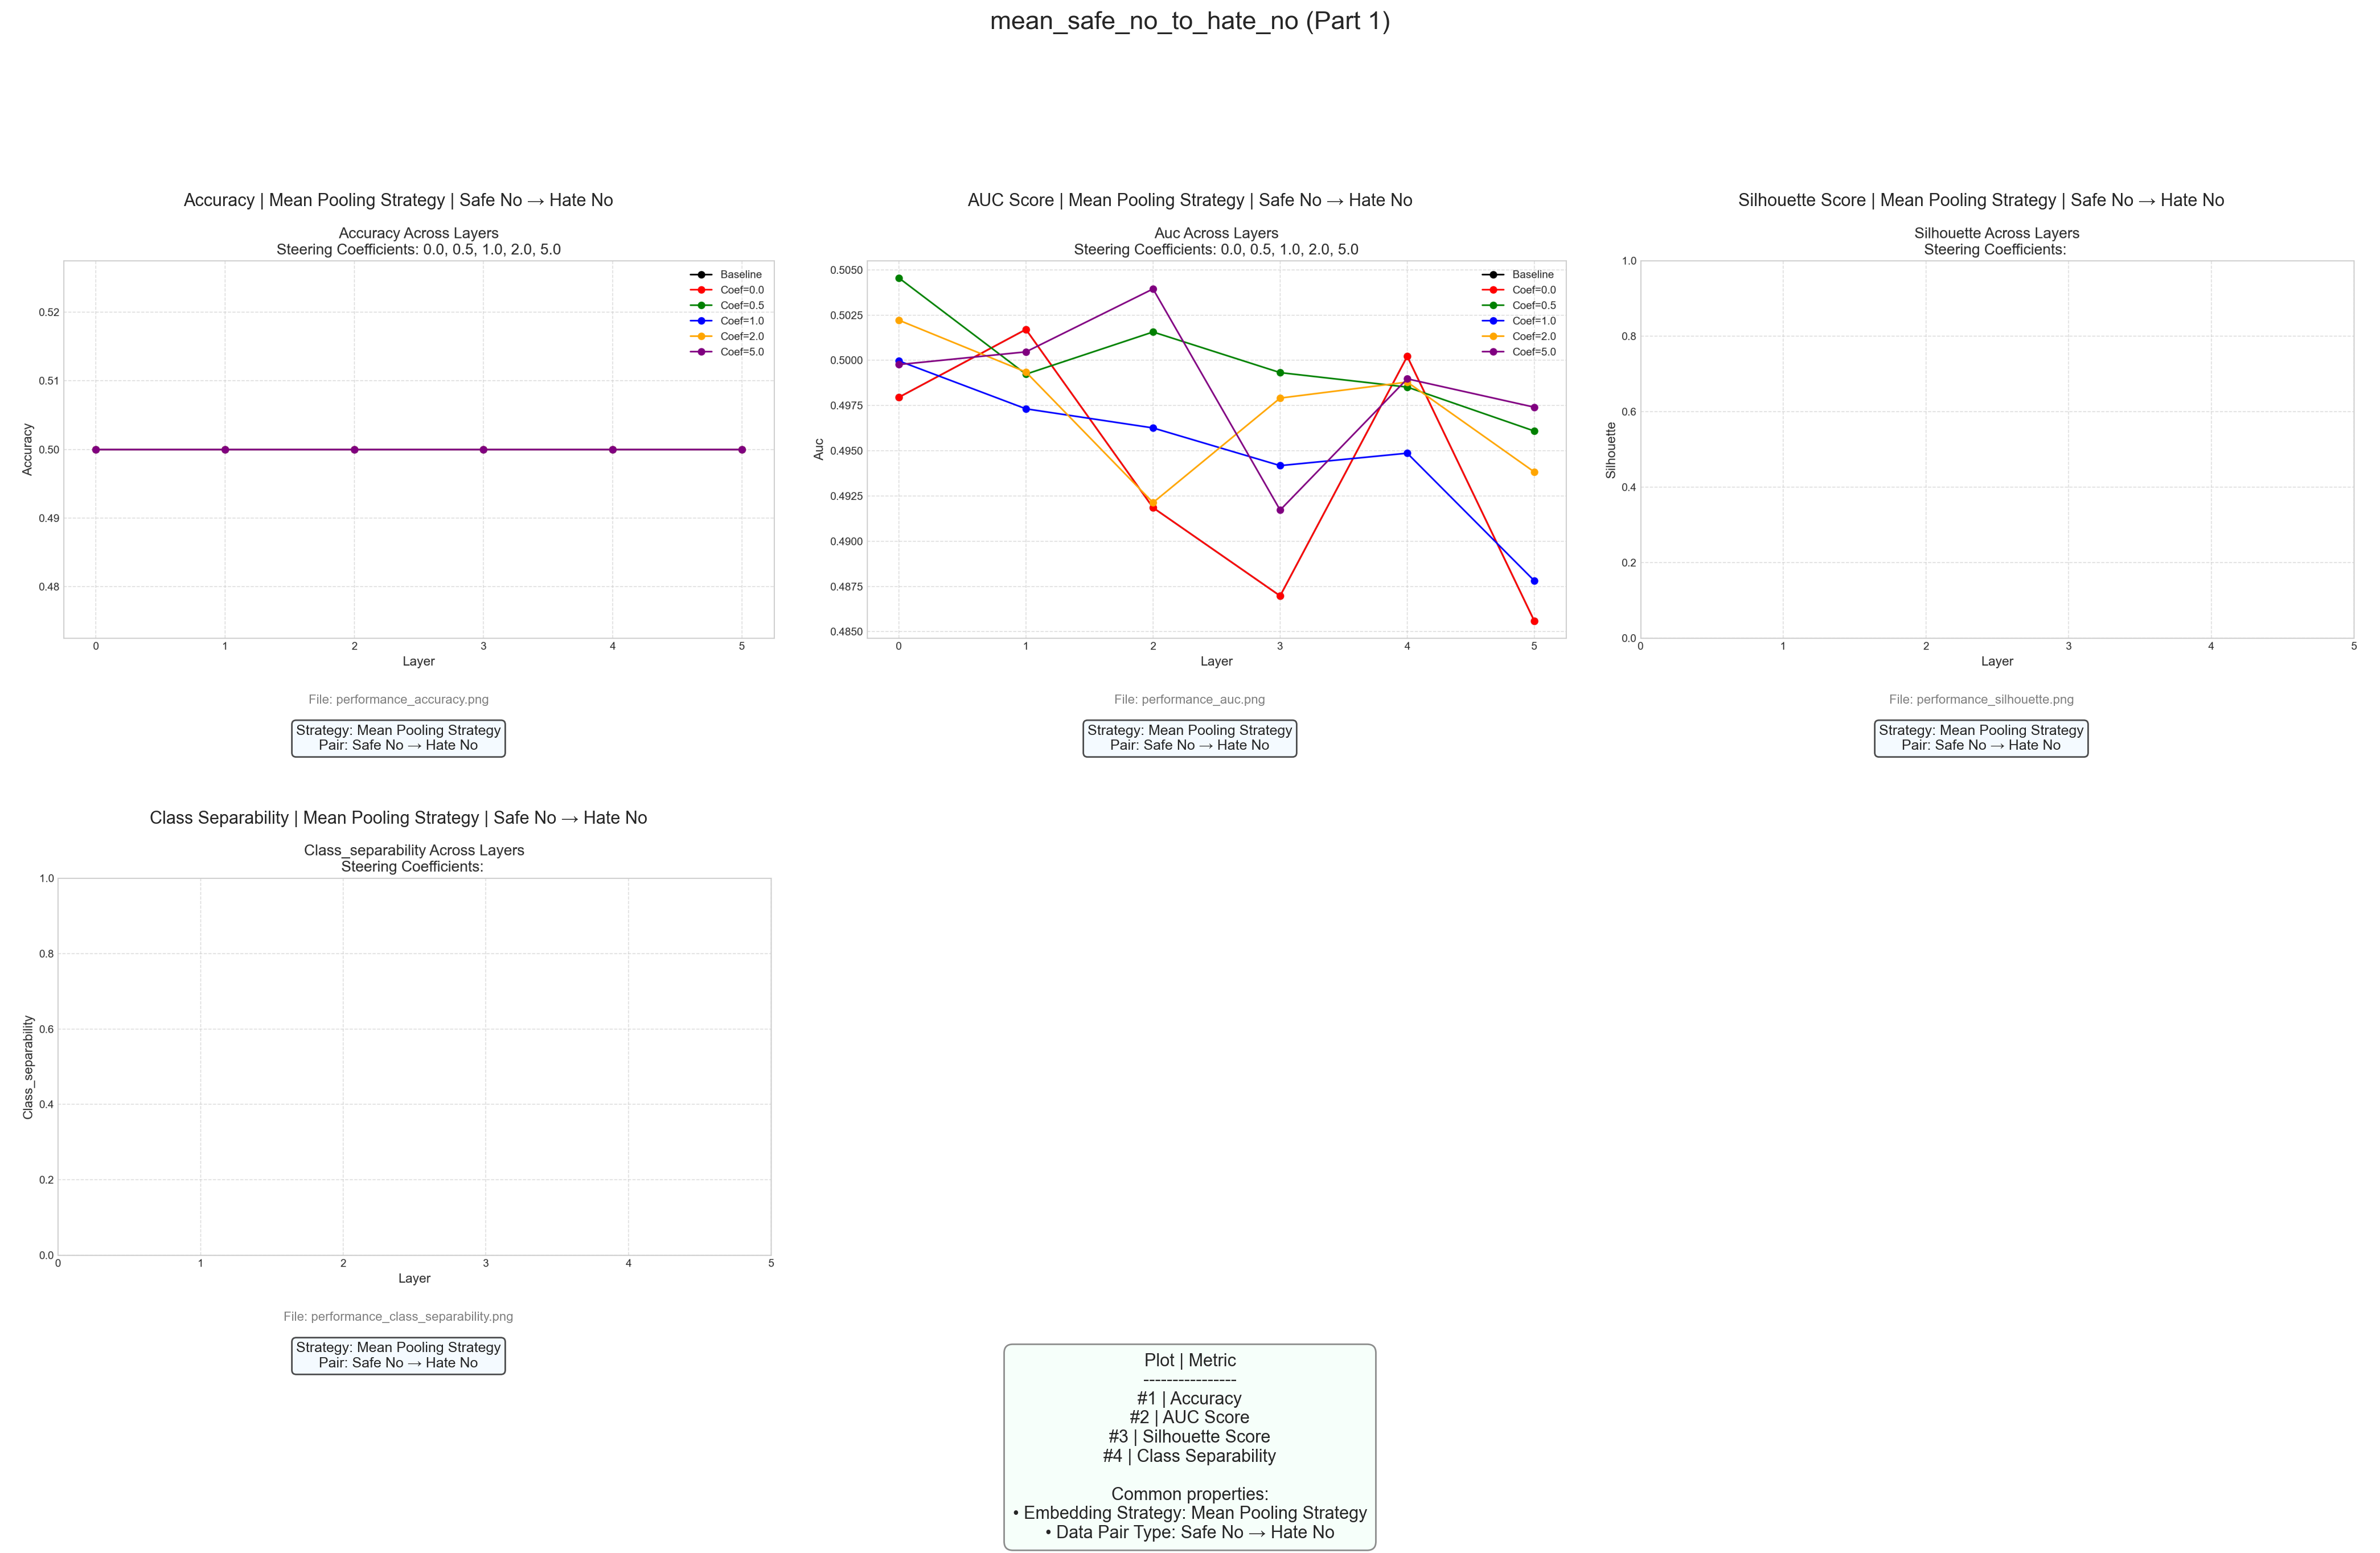 mean_safe_no_to_hate_no (Part 1)
Accuracy | Mean Pooling Strategy | Safe No → Hate No
Accuracy Across Layers
Steering Coefficients: 0.0, 0.5, 1.0, 2.0, 5.0
Baseline
Coef=0.0
Coef=0.5
Coef=1.0
Coef=2.0
Coef=5.0
0.52
0.51
0.50
0.49
0.48
Accuracy
0 1 2 3 4 5
Layer
File: performance_accuracy.png
Strategy: Mean Pooling Strategy
Pair: Safe No → Hate No
AUC Score | Mean Pooling Strategy | Safe No → Hate No
Auc Across Layers
Steering Coefficients: 0.0, 0.5, 1.0, 2.0, 5.0
Baseline
Coef=0.0
Coef=0.5
Coef=1.0
Coef=2.0
Coef=5.0
0.5050
0.5025
0.5000
0.4975
0.4950
0.4925
0.4900
0.4875
0.4850
Auc
0 1 2 3 4 5
Layer
File: performance_auc.png
Strategy: Mean Pooling Strategy
Pair: Safe No → Hate No
Silhouette Score | Mean Pooling Strategy | Safe No → Hate No
Silhouette Across Layers
Steering Coefficients:
1.0
0.8
0.6
0.4
0.2
0.0
Silhouette
0 1 2 3 4 5
Layer
File: performance_silhouette.png
Strategy: Mean Pooling Strategy
Pair: Safe No → Hate No
Class Separability | Mean Pooling Strategy | Safe No → Hate No
Class_separability Across Layers
Steering Coefficients:
1.0
0.8
0.6
0.4
0.2
0.0
Class_separability
0 1 2 3 4 5
Layer
File: performance_class_separability.png
Strategy: Mean Pooling Strategy
Pair: Safe No → Hate No
Plot | Metric
----------------
#1 | Accuracy
#2 | AUC Score
#3 | Silhouette Score
#4 | Class Separability
Common properties:
• Embedding Strategy: Mean Pooling Strategy
• Data Pair Type: Safe No → Hate No